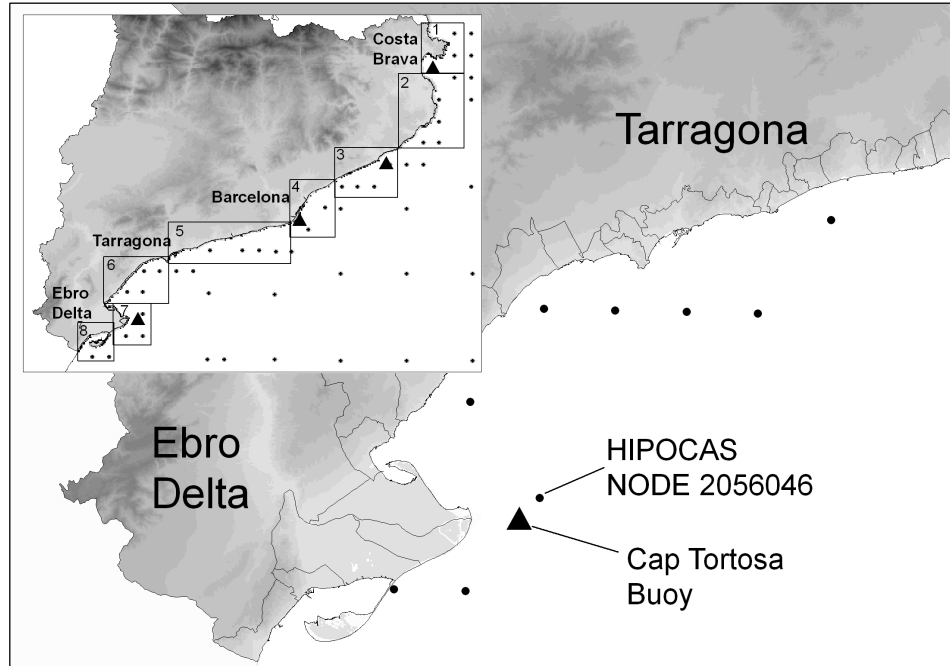 1
Costa
Brava
2
3
4
Barcelona
5
Tarragona
6
Ebro
Delta
7
8
Tarragona
Ebro
Delta
HIPOCAS
NODE 2056046
Cap Tortosa
Buoy